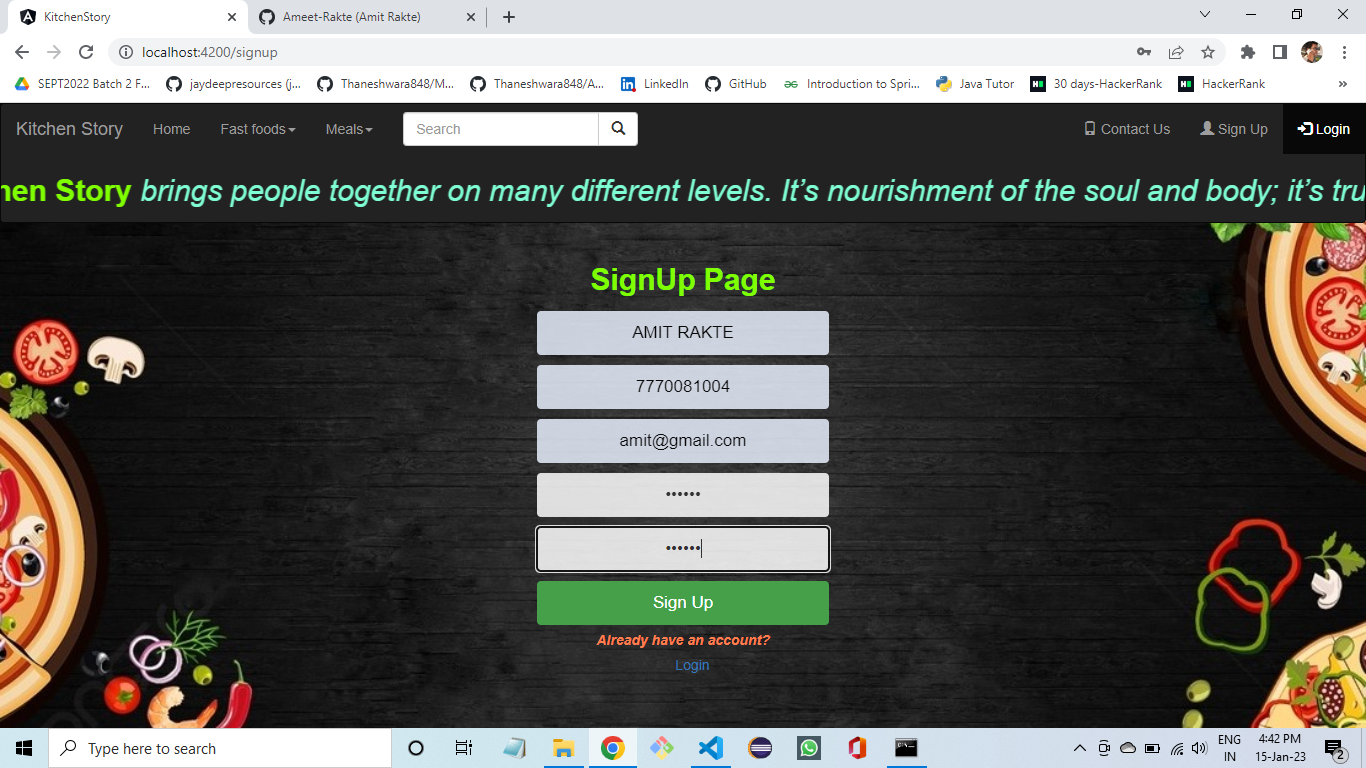 KitchenStory
Ameet-Rakte (Amit Rakte)
localhost:4200/signup
SEPT2022 Batch 2 F...
jaydeepresources (j...
Thaneshwara848/M...
Thaneshwara848/A...
LinkedIn
GitHub
Introduction to Spri...
Java Tutor
30 days-HackerRank
HackerRank
Kitchen Story
Home
Fast foods
Meals
Search
Contact Us
Sign Up
Login
hen Story brings people together on many different levels. It’s nourishment of the soul and body; it’s tru
SignUp Page
AMIT RAKTE
7770081004
amit@gmail.com
••••••
••••••
Sign Up
Already have an account?
Login
Type here to search
ENG
IN
4:42 PM
15-Jan-23
2